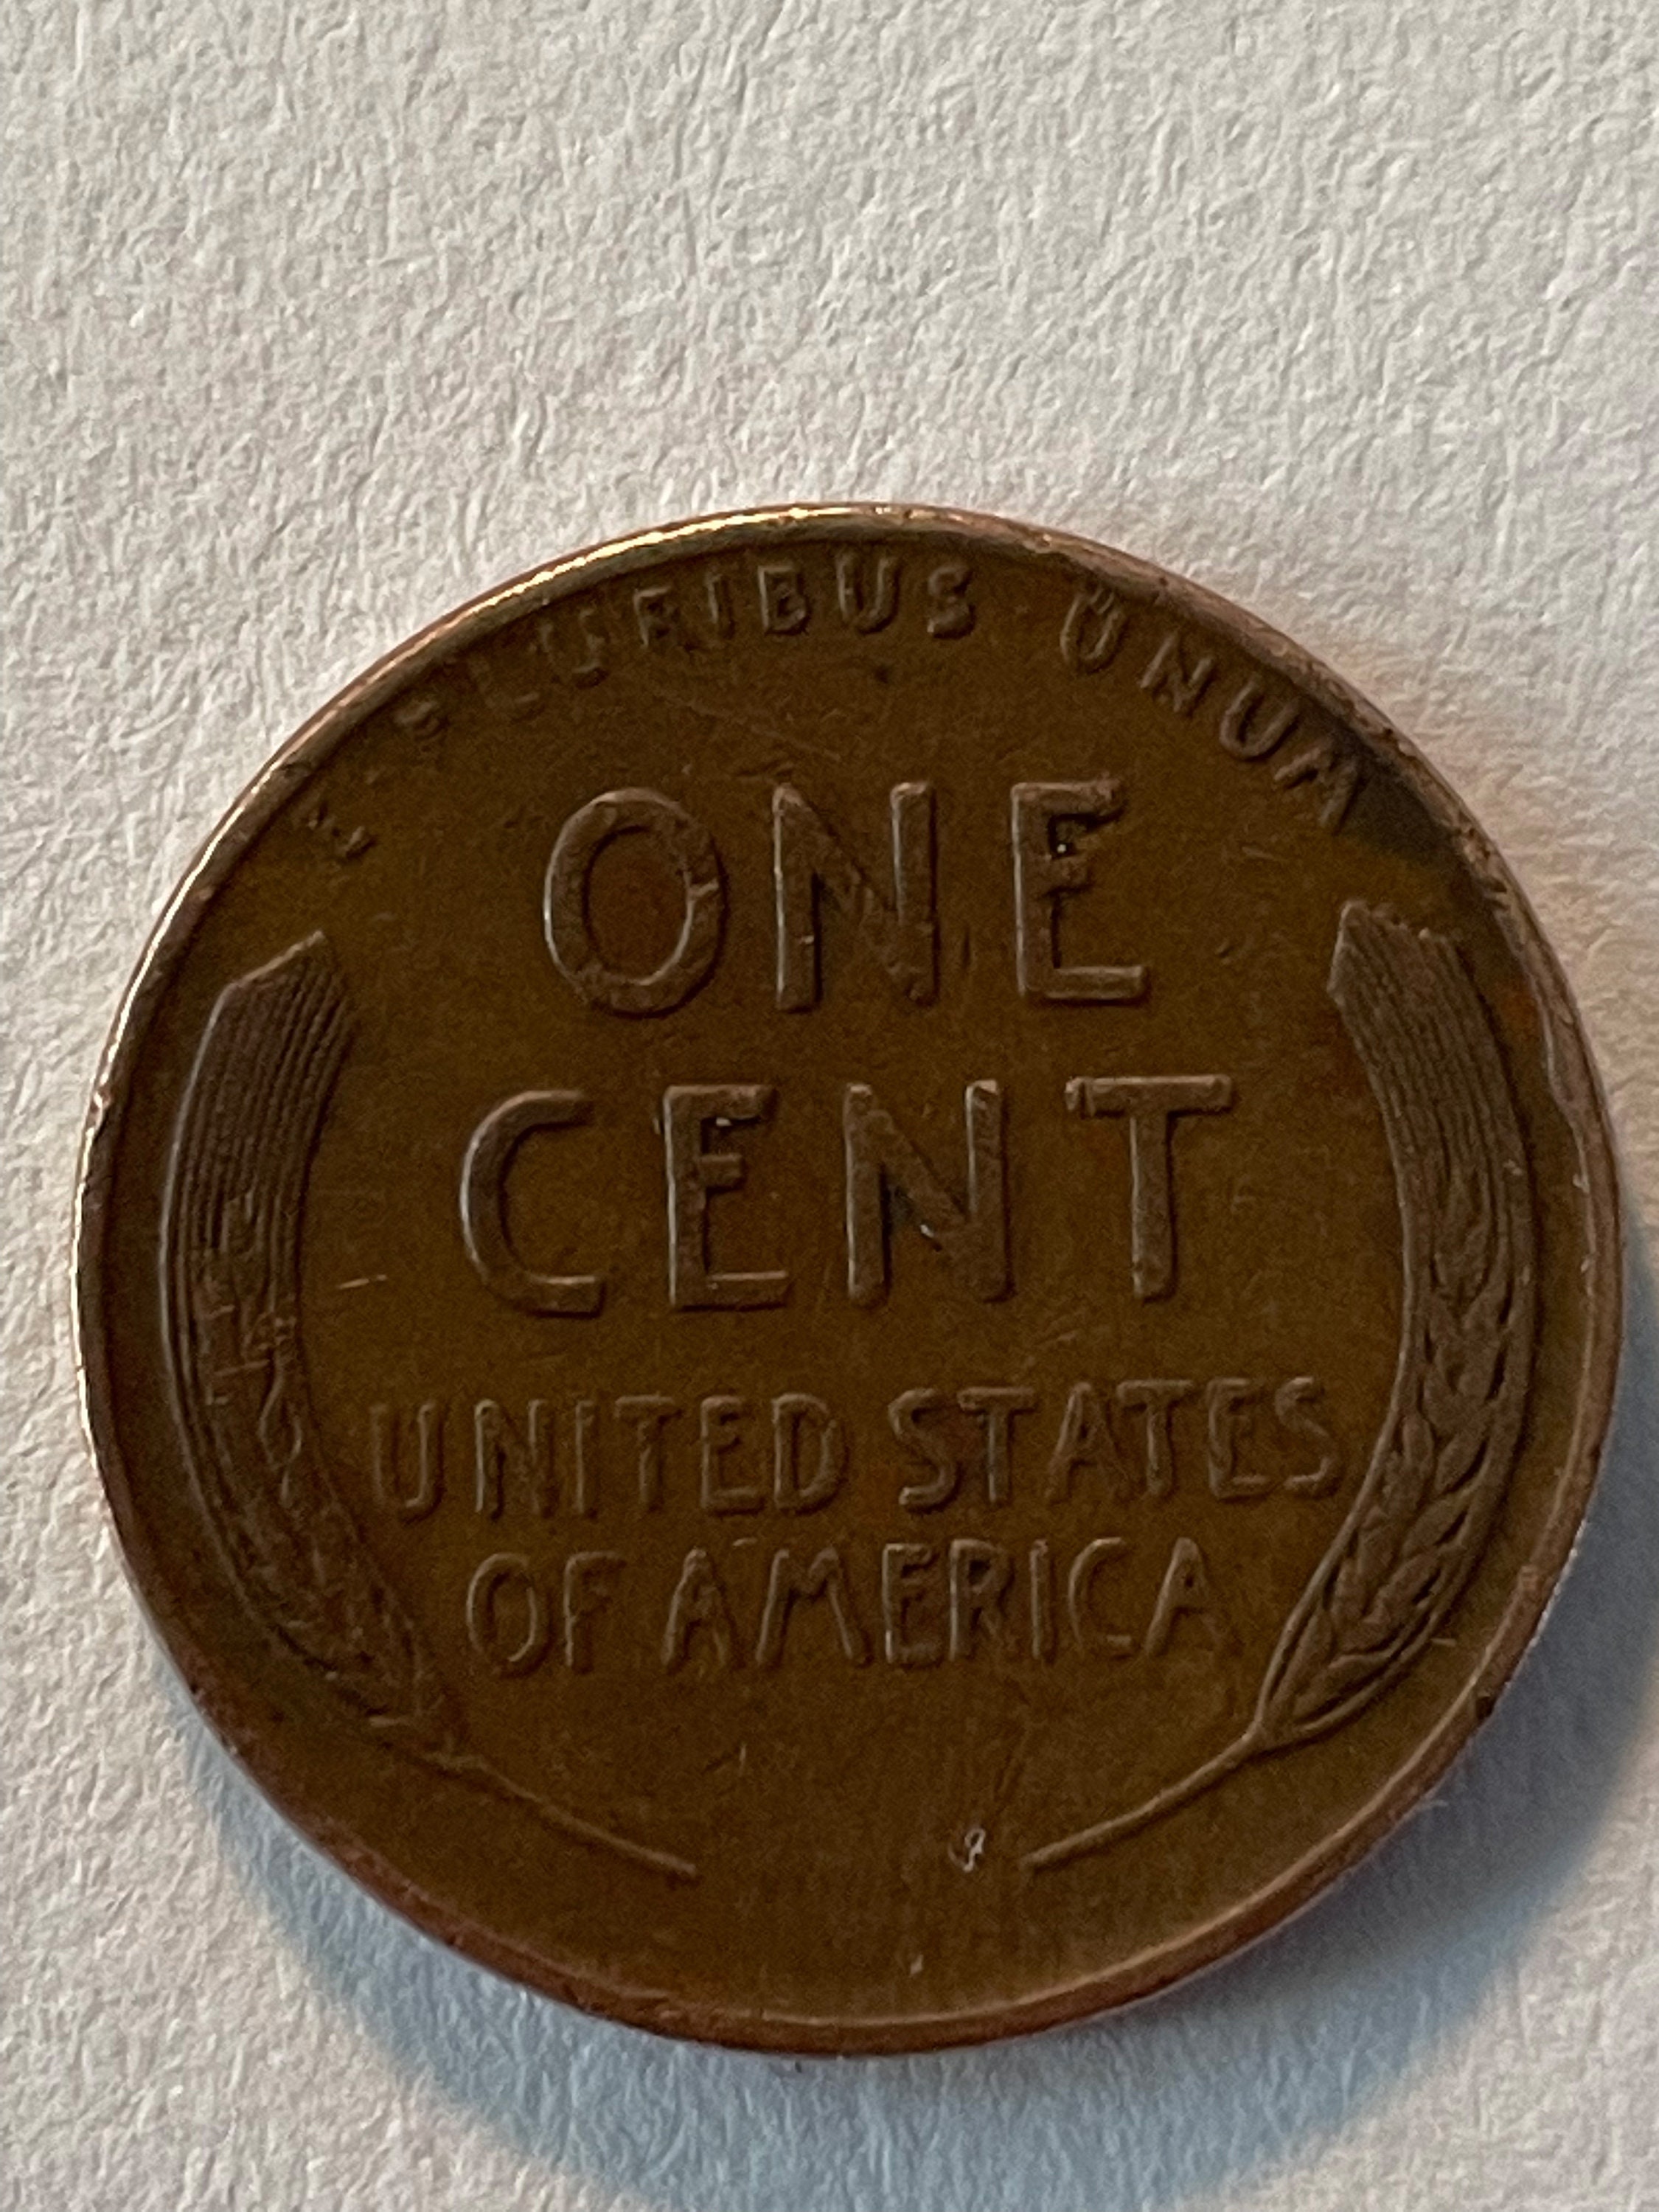 E PLURIBUS UNUM
ONE
CENT
UNITED STATES
OF AMERICA